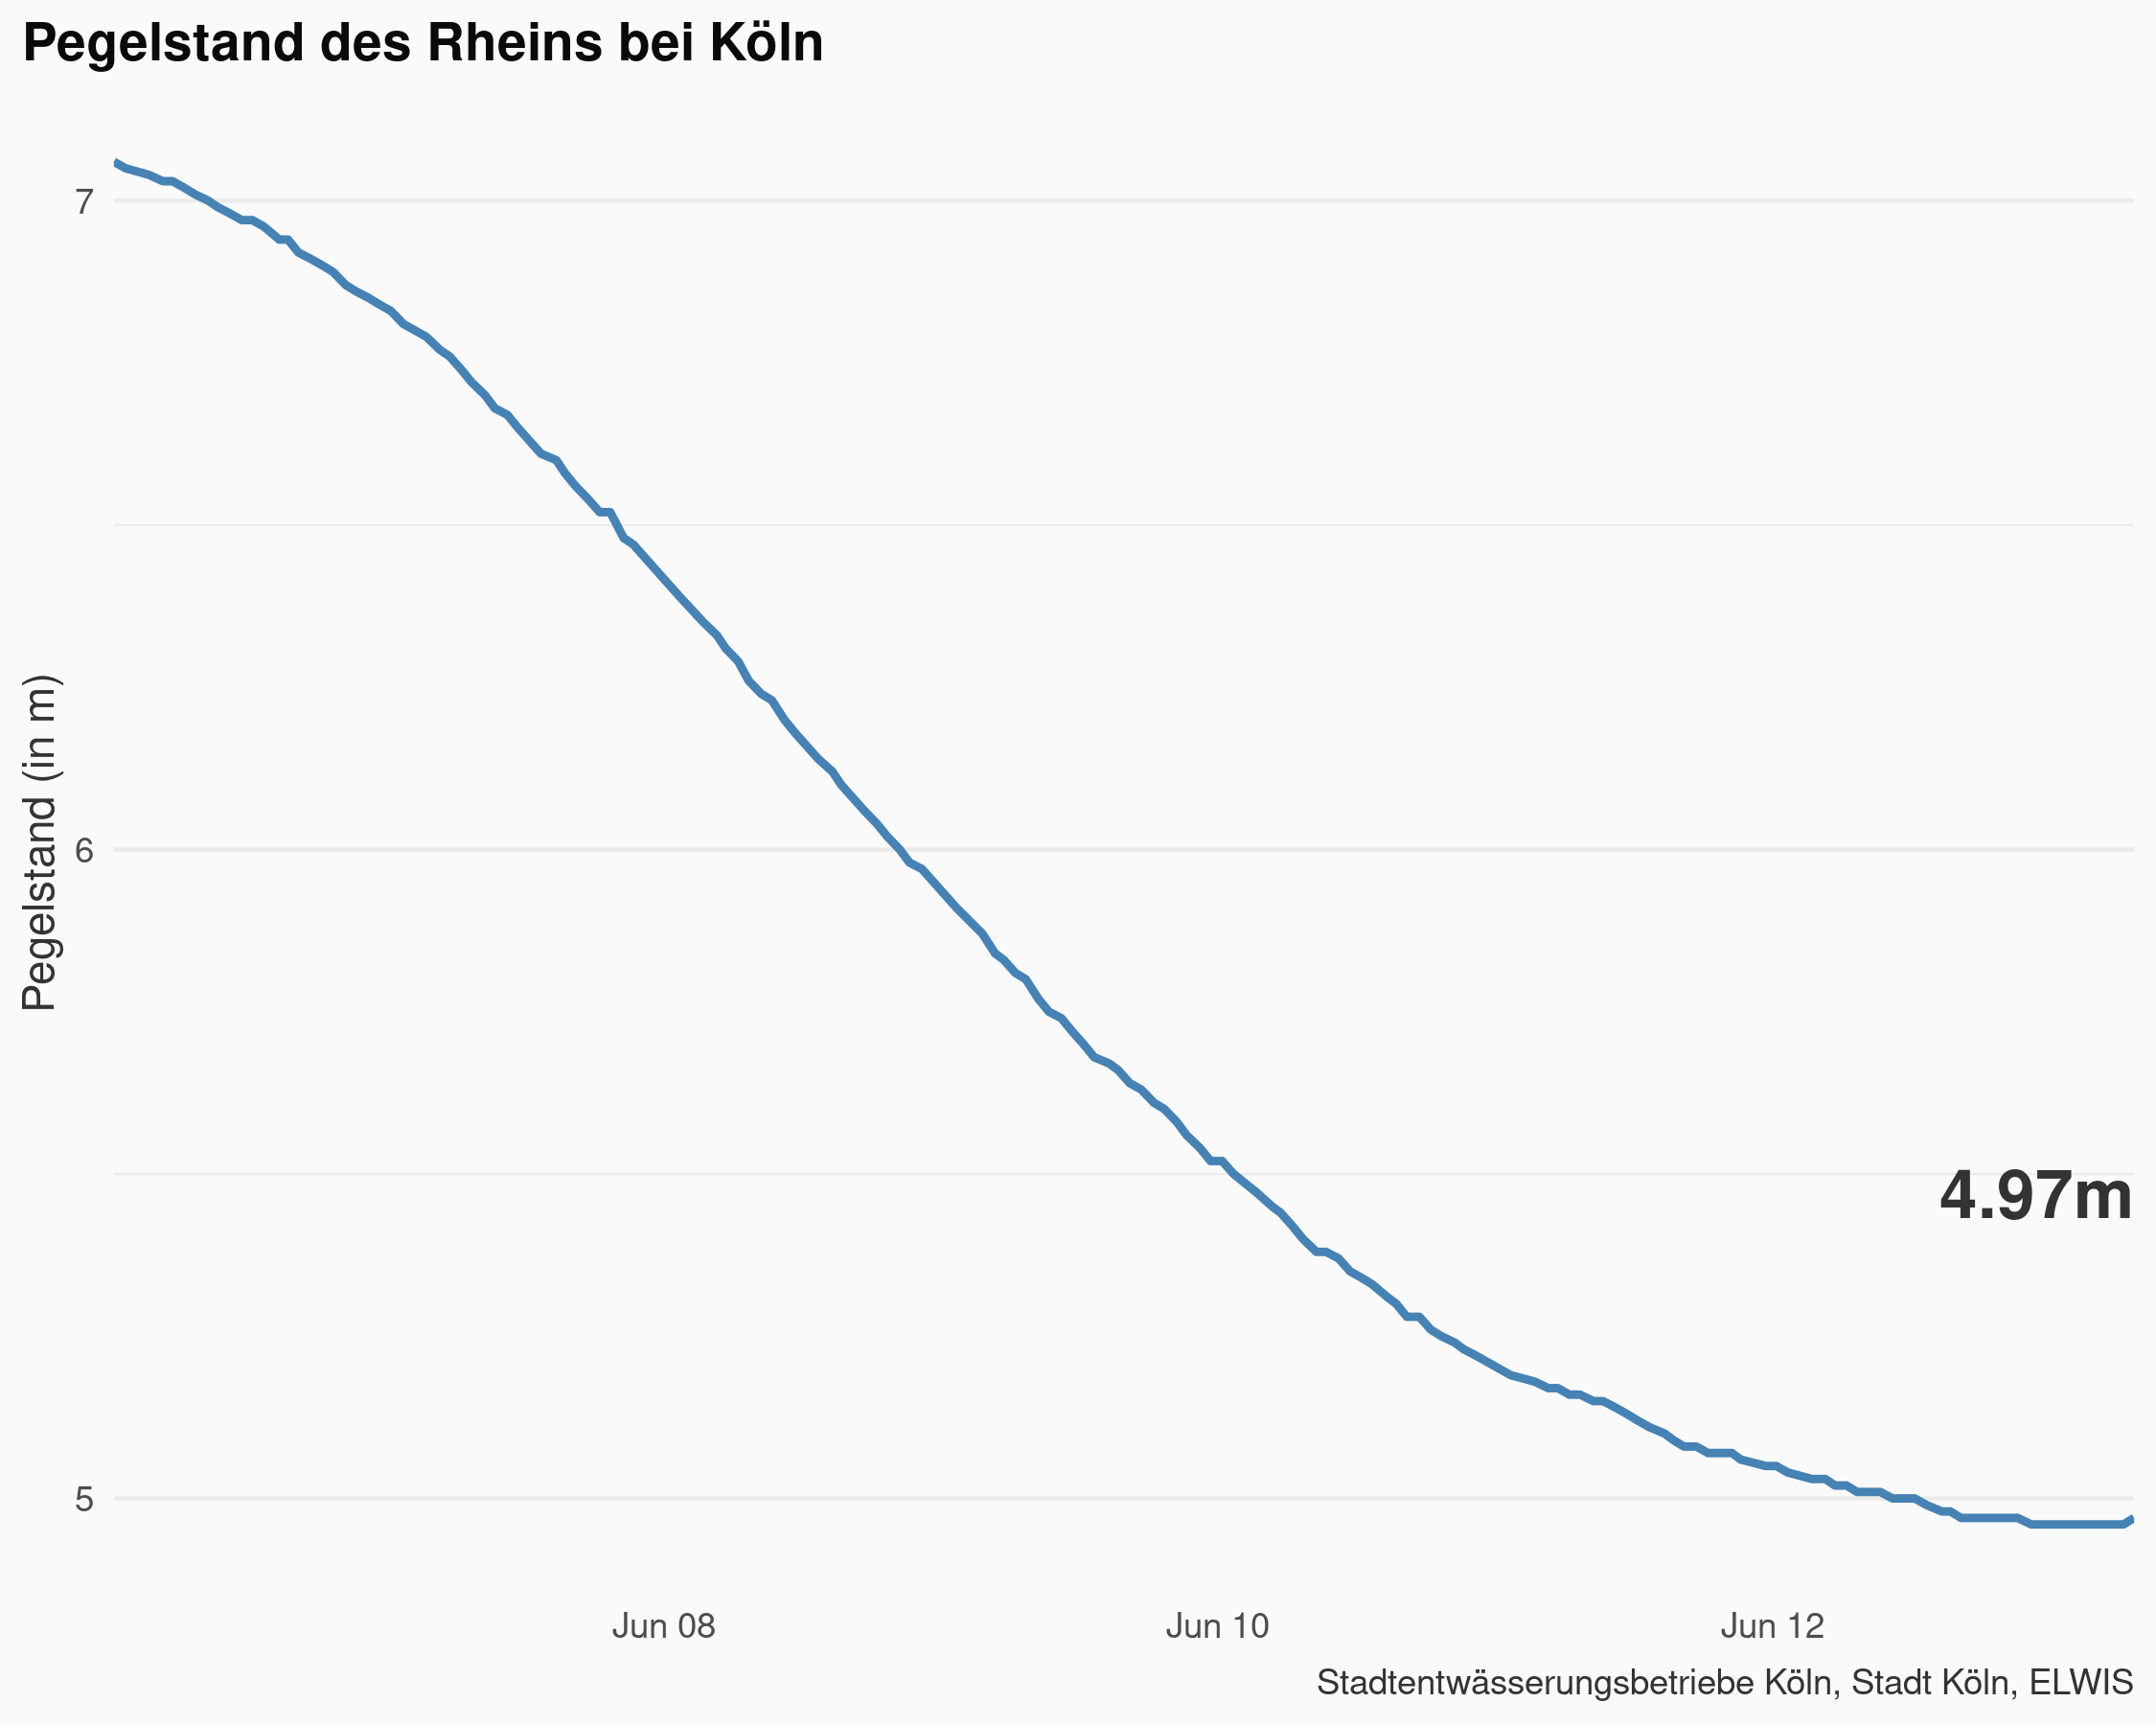 Pegelstand des Rheins bei Köln
Pegelstand (in m)
7
6
5
4.97m
Jun 08
Jun 10
Jun 12
Stadtentwässerungsbetriebe Köln, Stadt Köln, ELWIS